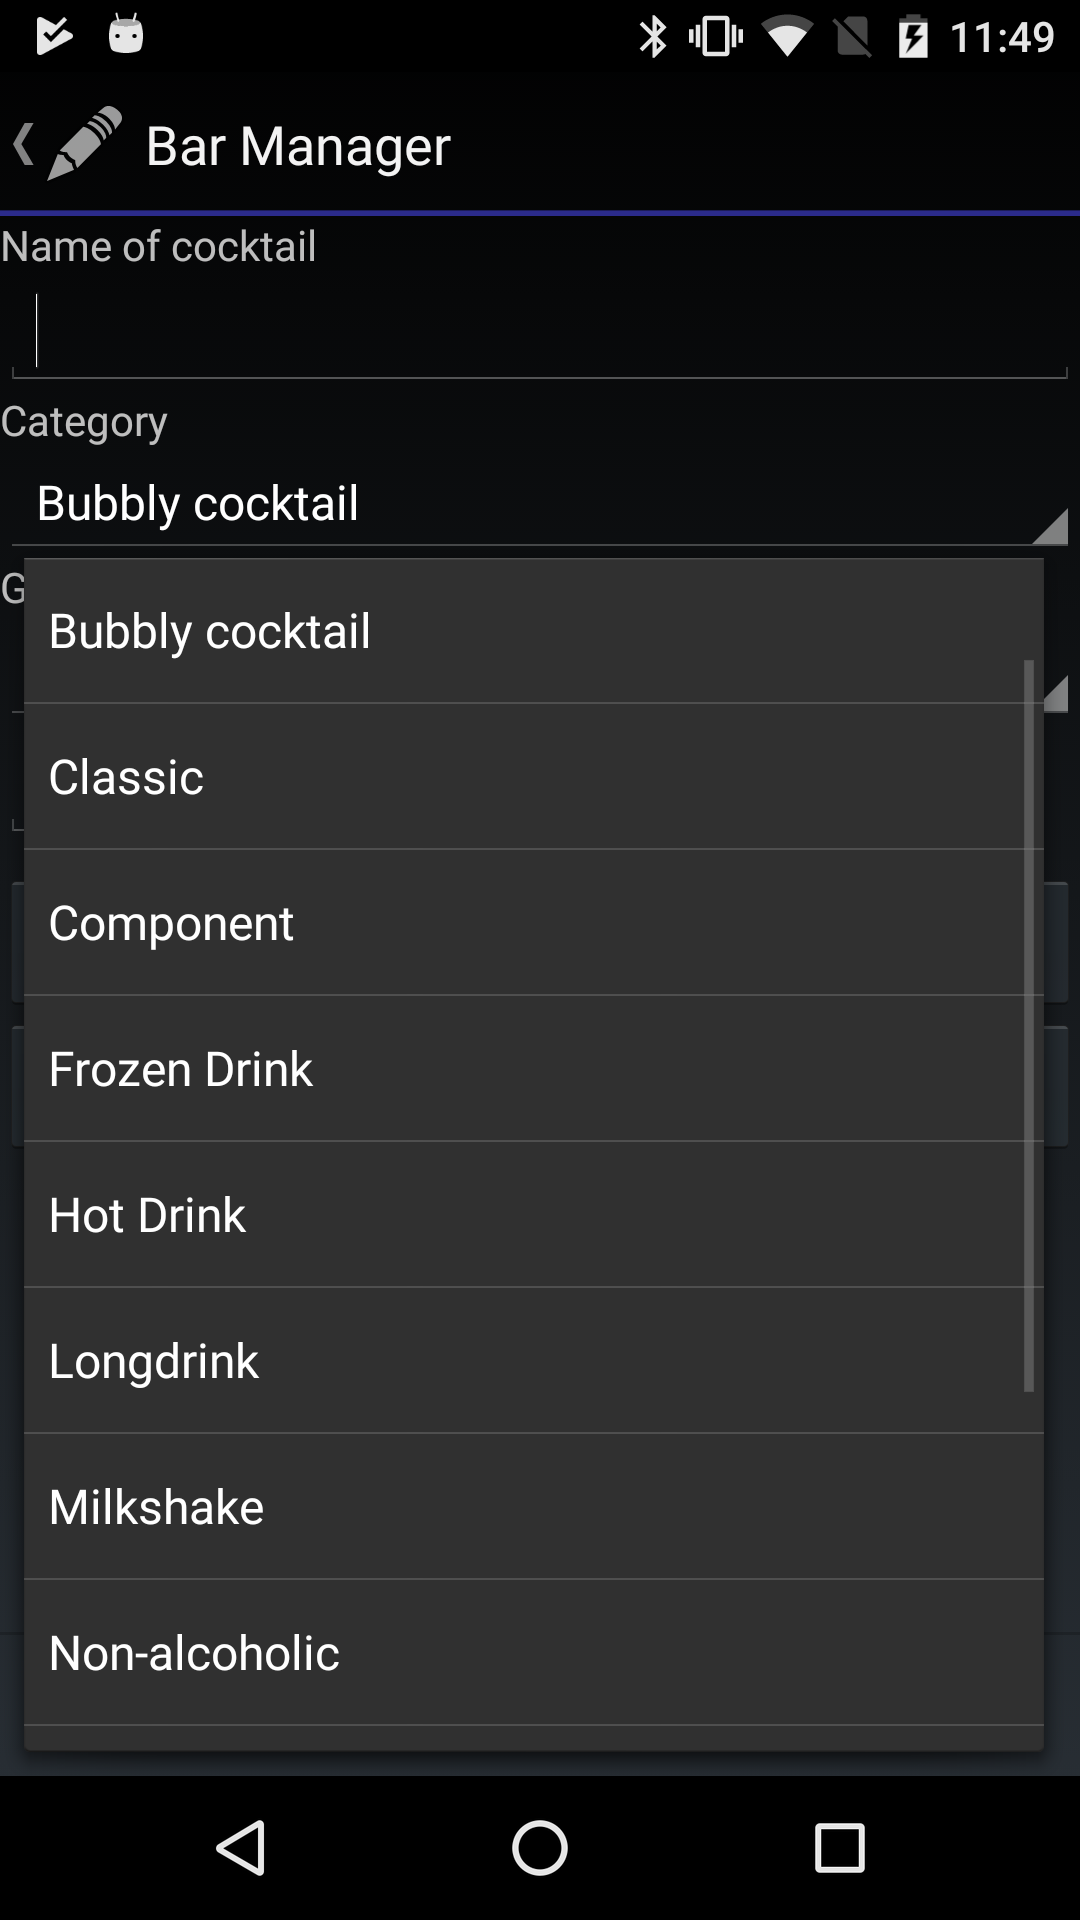 11:49
Bar Manager
Name of cocktail
Category
Bubbly cocktail
G
Bubbly cocktail
Classic
Component
Frozen Drink
Hot Drink
Longdrink
Milkshake
Non-alcoholic